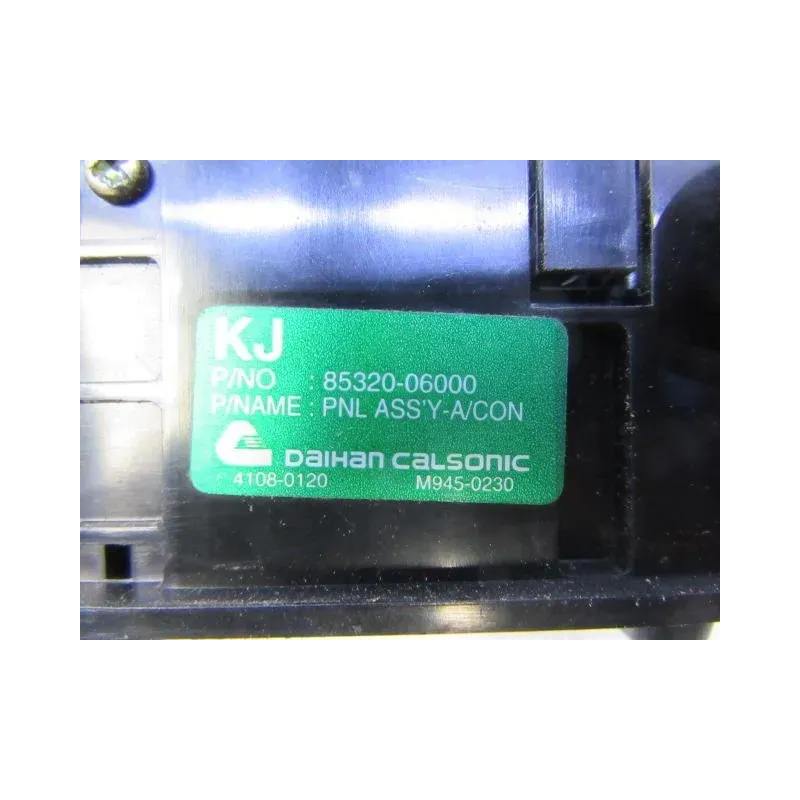 KJ
P/NO : 85320-06000
P/NAME : PNL ASS'Y-A/CON
DAIHAN CALSONIC
4108-0120 M945-0230